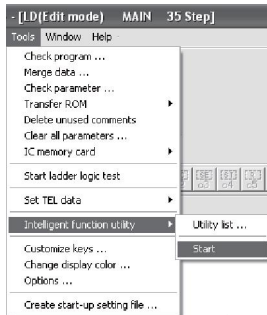 - [LD(Edit mode) MAIN 35 Step]
Tools Window Help
Check program ...
Merge data ...
Check parameter ...
Transfer ROM
Delete unused comments
Clear all parameters ...
IC memory card
Start ladder logic test
Set TEL data
Intelligent function utility
Utility list ...
Start
Customize keys ...
Change display color ...
Options ...
Create start-up setting file ...